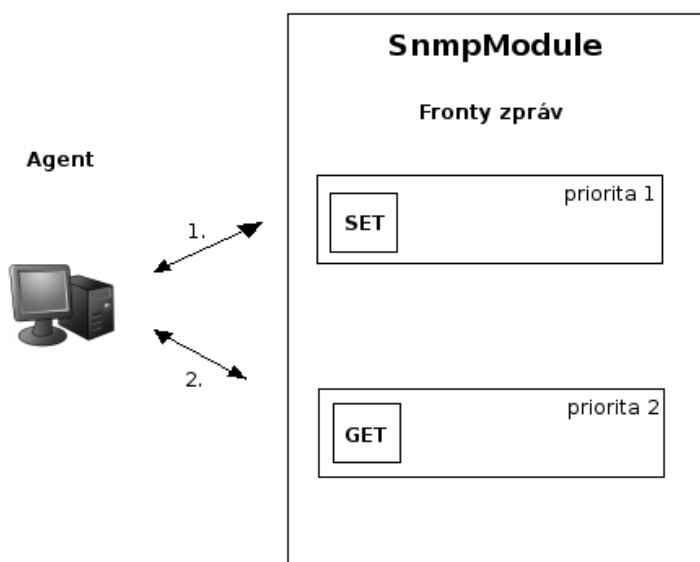 SnmpModule
Fronty zpráv
Agent
priorita 1
SET
1.
2.
priorita 2
GET